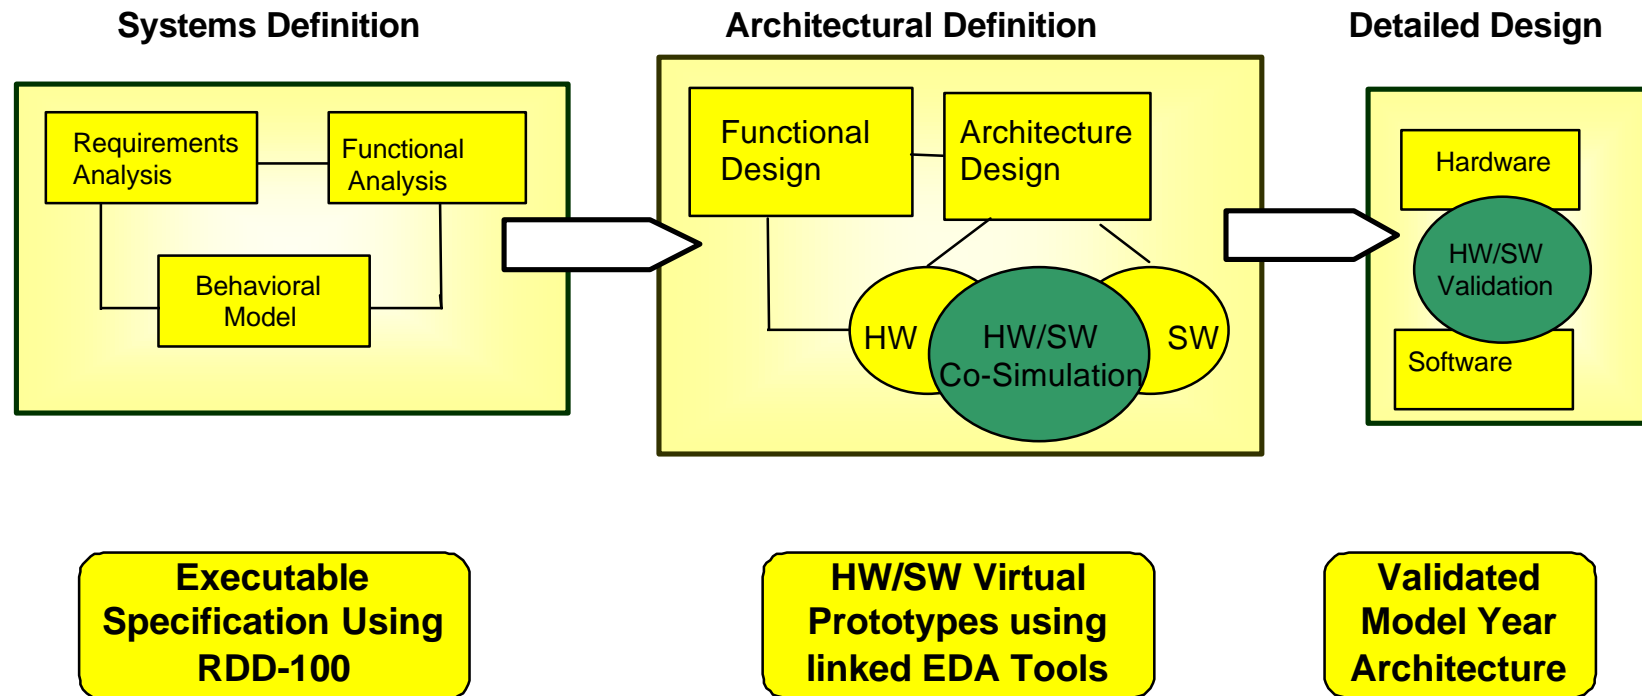 Systems Definition
Architectural Definition
Detailed Design
Requirements
Analysis
Functional
Analysis
Behavioral
Model
Functional
Design
Architecture
Design
HW
HW/SW
Co-Simulation
SW
Hardware
HW/SW
Validation
Software
Executable
Specification Using
RDD-100
HW/SW Virtual
Prototypes using
linked EDA Tools
Validated
Model Year
Architecture